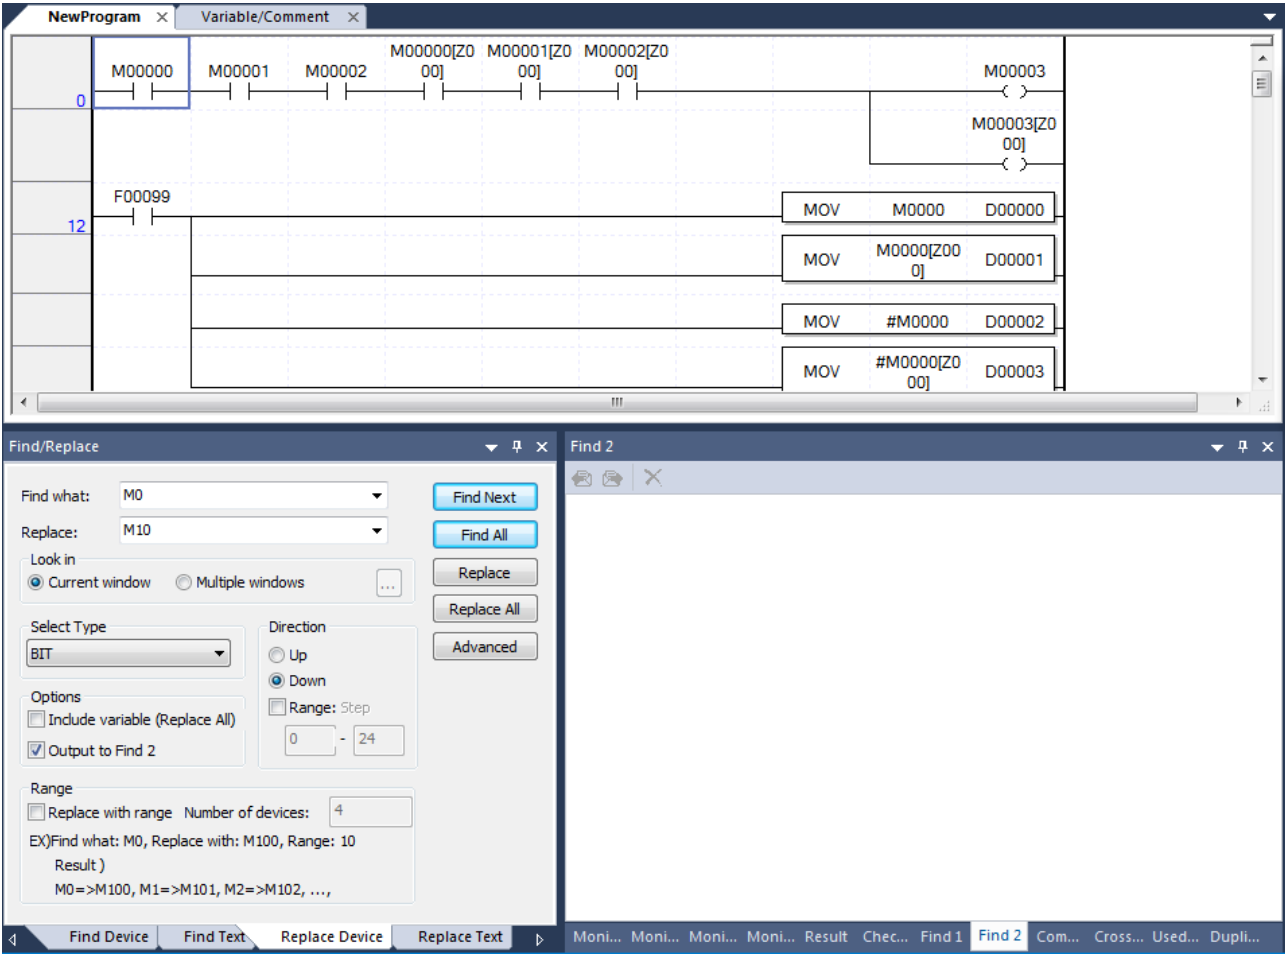 NewProgram
Variable/Comment
M00000[Z0 M00001[Z0 M00002[Z0
M00000 M00001 M00002 00] 00] 00] M00003
0
M00003[Z0
00]
F00099
12
MOV M0000 D00000
MOV M0000[Z00 D00001
0]
MOV #M0000 D00002
MOV #M0000[Z0 D00003
00]
Find/Replace
Find what: M0
Find Next
Replace: M10
Find All
Look in
Current window Multiple windows ...
Replace
Replace All
Select Type
BIT
Direction
Up
Down
Range: Step
0 - 24
Advanced
Options
Include variable (Replace All)
Output to Find 2
Range
Replace with range Number of devices: 4
EX)Find what: M0, Replace with: M100, Range: 10
Result )
M0=>M100, M1=>M101, M2=>M102, ...,
Find Device Find Text Replace Device Replace Text
Find 2
Moni... Moni... Moni... Moni... Result Chec... Find 1 Find 2 Com... Cross... Used... Dupli...